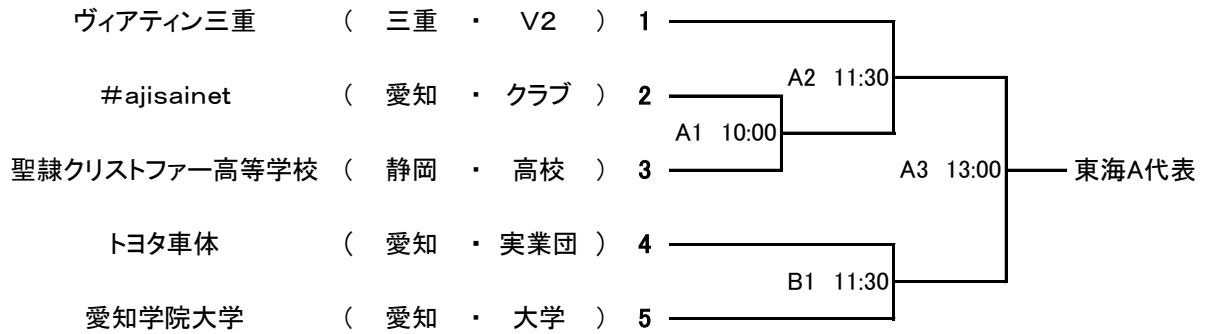 ヴィアティン三重 ( 三重 ・ V2 ) 1
A2 11:30
#ajisainet ( 愛知 ・ クラブ ) 2
A1 10:00
聖隷クリストファー高等学校 ( 静岡 ・ 高校 ) 3
A3 13:00 東海A代表
トヨタ車体 ( 愛知 ・ 実業団 ) 4
B1 11:30
愛知学院大学 ( 愛知 ・ 大学 ) 5